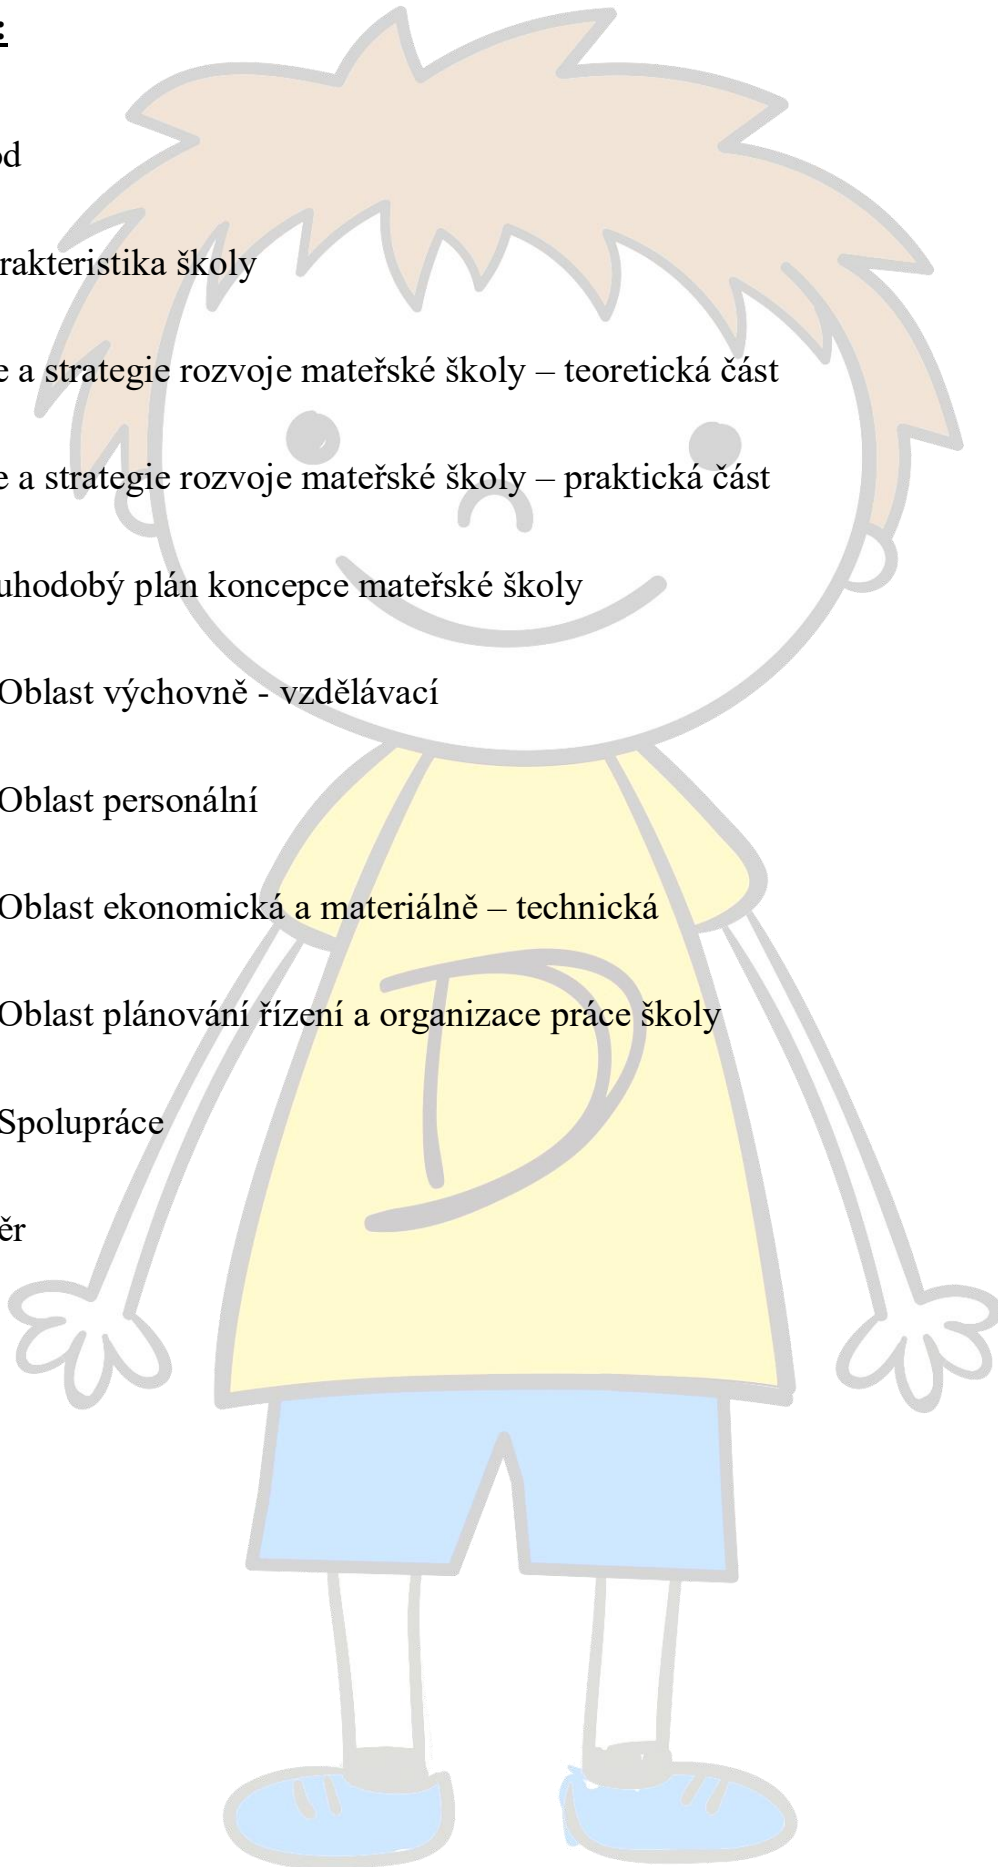 :
od
rakteristika školy
e a strategie rozvoje mateřské školy – teoretická část
e a strategie rozvoje mateřské školy – praktická část
uhodobý plán koncepce mateřské školy
Oblast výchovně - vzdělávací
Oblast personální
Oblast ekonomická a materiálně – technická
D
Oblast plánování řízení a organizace práce školy
Spolupráce
ěr